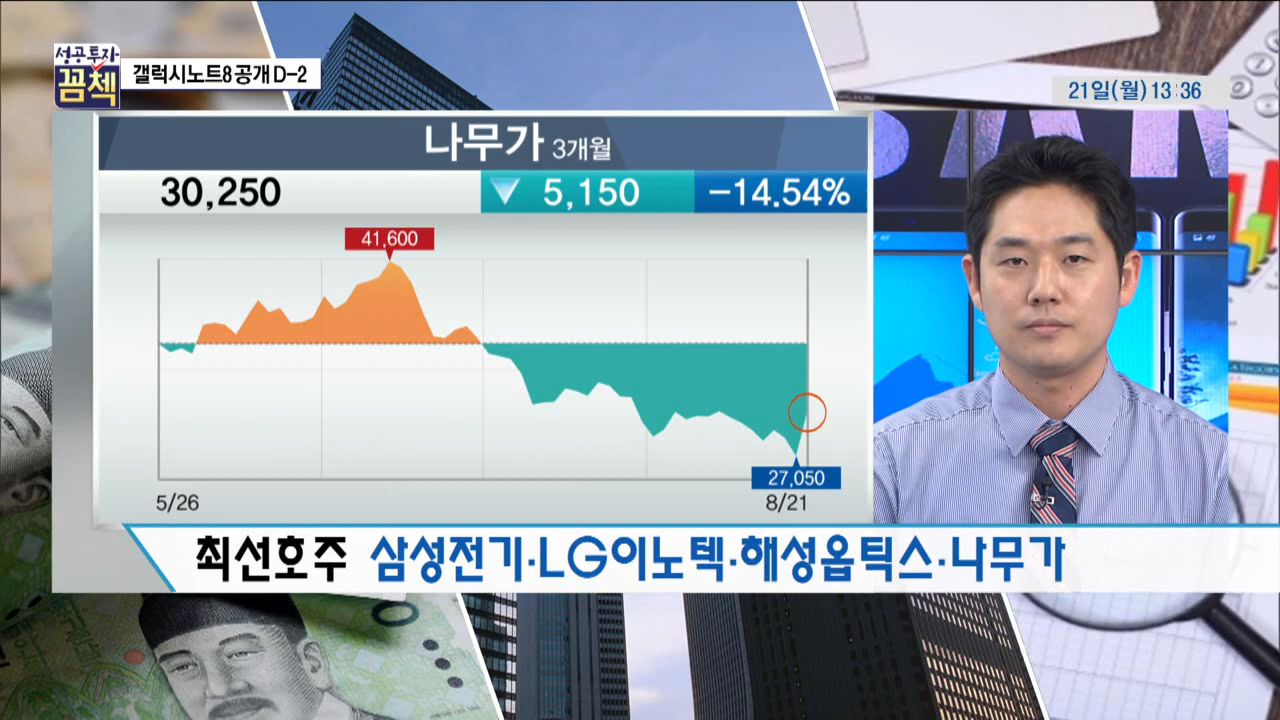 성공투자
꼼첵
갤럭시노트8 공개 D-2
21일(월) 13:36
나무가 3개월
30,250 ▼ 5,150 -14.54%
41,600
27,050
5/26 8/21
최선호주 삼성전기·LG이노텍·해성옵틱스·나무가